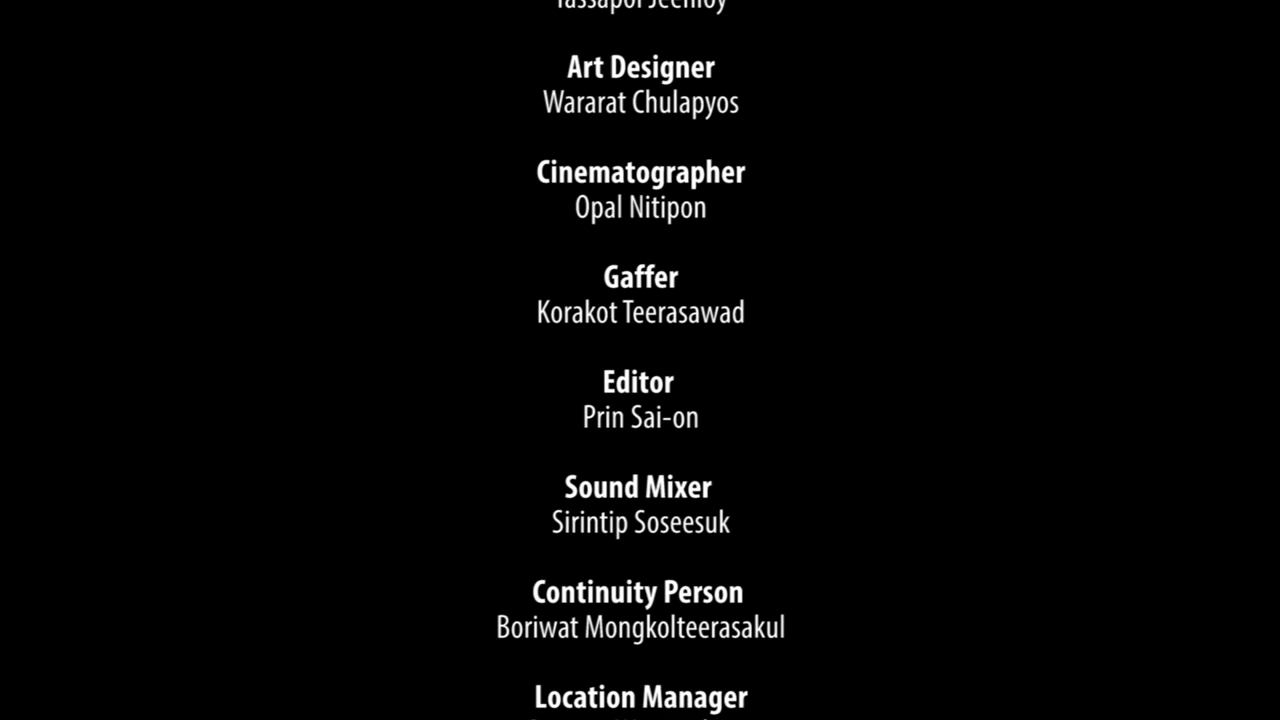 Art Designer
Wararat Chulapyos
Cinematographer
Opal Nitipon
Gaffer
Korakot Teerasawad
Editor
Prin Sai-on
Sound Mixer
Sirintip Soseesuk
Continuity Person
Boriwat Mongkolteerasakul
Location Manager